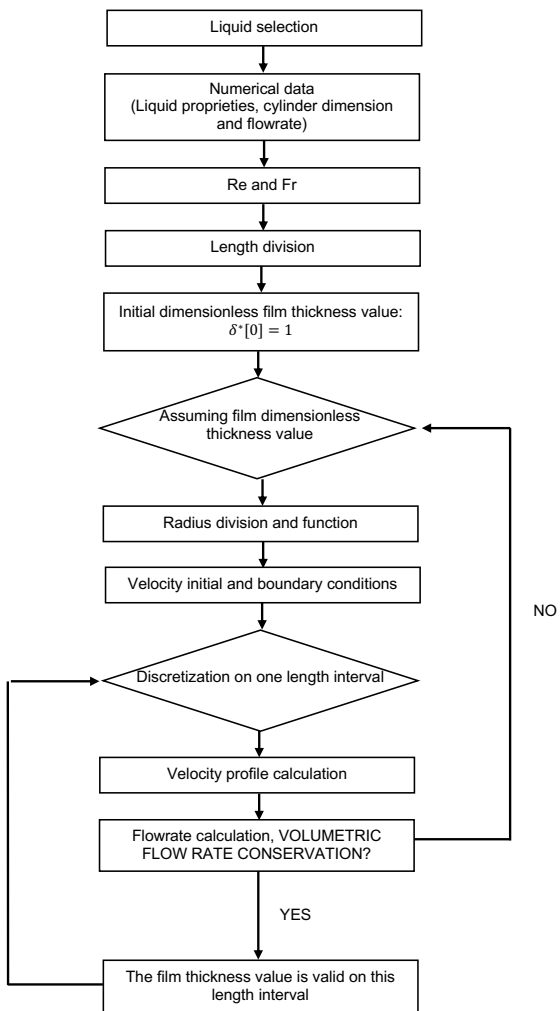 Liquid selection
Numerical data
(Liquid proprieties, cylinder dimension
and flowrate)
Re and Fr
Length division
Initial dimensionless film thickness value:
δ*[0] = 1
Assuming film dimensionless
thickness value
Radius division and function
Velocity initial and boundary conditions
NO
Discretization on one length interval
Velocity profile calculation
Flowrate calculation, VOLUMETRIC
FLOW RATE CONSERVATION?
YES
The film thickness value is valid on this
length interval